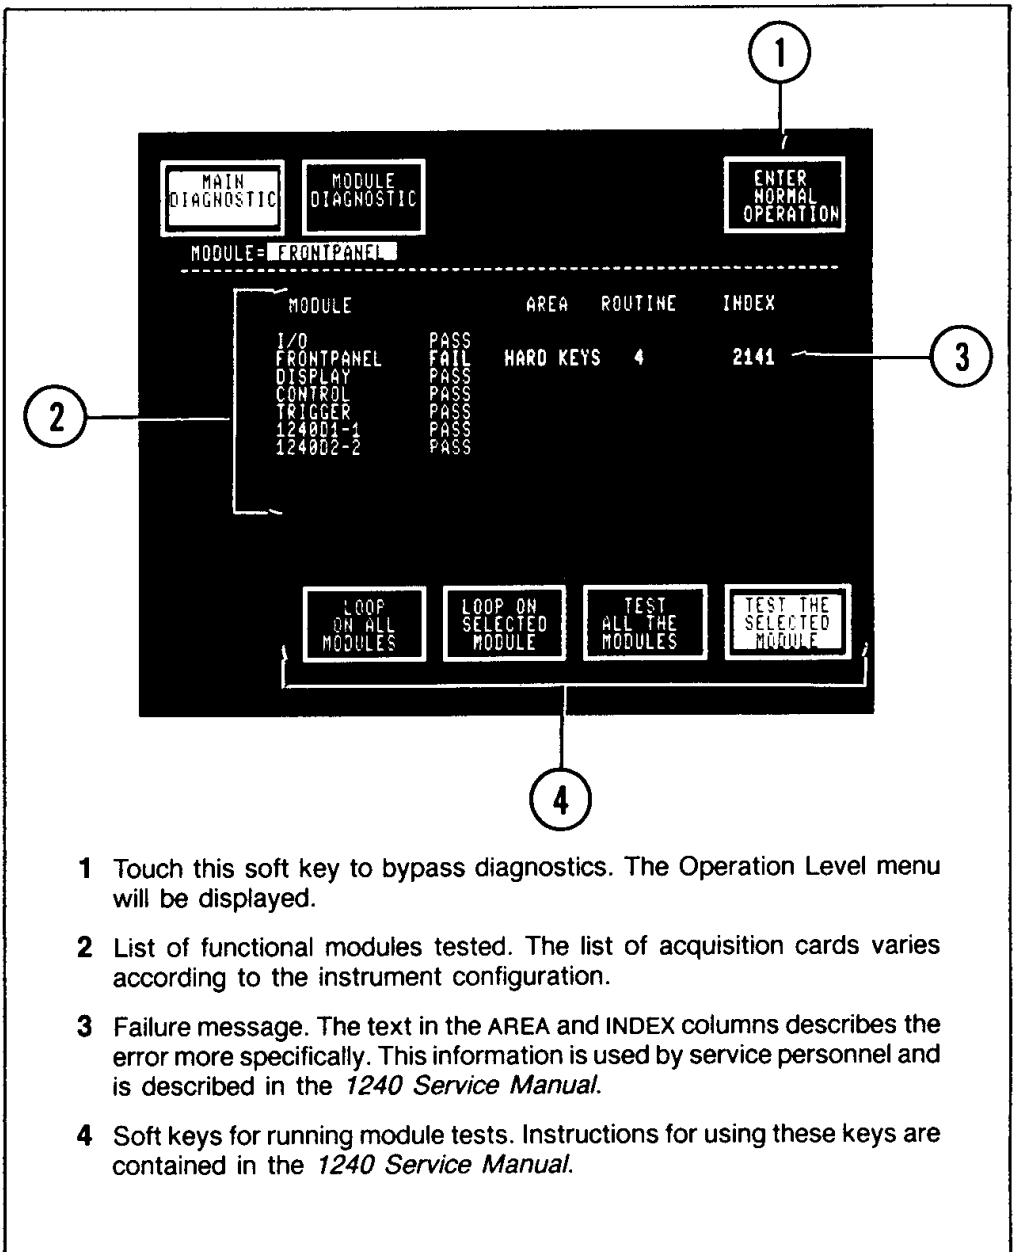 1
MAIN DIAGNOSTIC
MODULE DIAGNOSTIC
ENTER NORMAL OPERATION
MODULE= FRONTPANEL
MODULE AREA ROUTINE INDEX
I/O PASS
FRONTPANEL FAIL HARD KEYS 4 2141
DISPLAY PASS
CONTROL PASS
TRIGGER PASS
1240D1-1 PASS
1240D2-2 PASS
2
3
LOOP ON ALL MODULES
LOOP ON SELECTED MODULE
TEST ALL THE MODULES
TEST THE SELECTED MODULE
4
1 Touch this soft key to bypass diagnostics. The Operation Level menu
will be displayed.
2 List of functional modules tested. The list of acquisition cards varies
according to the instrument configuration.
3 Failure message. The text in the AREA and INDEX columns describes the
error more specifically. This information is used by service personnel and
is described in the 1240 Service Manual.
4 Soft keys for running module tests. Instructions for using these keys are
contained in the 1240 Service Manual.